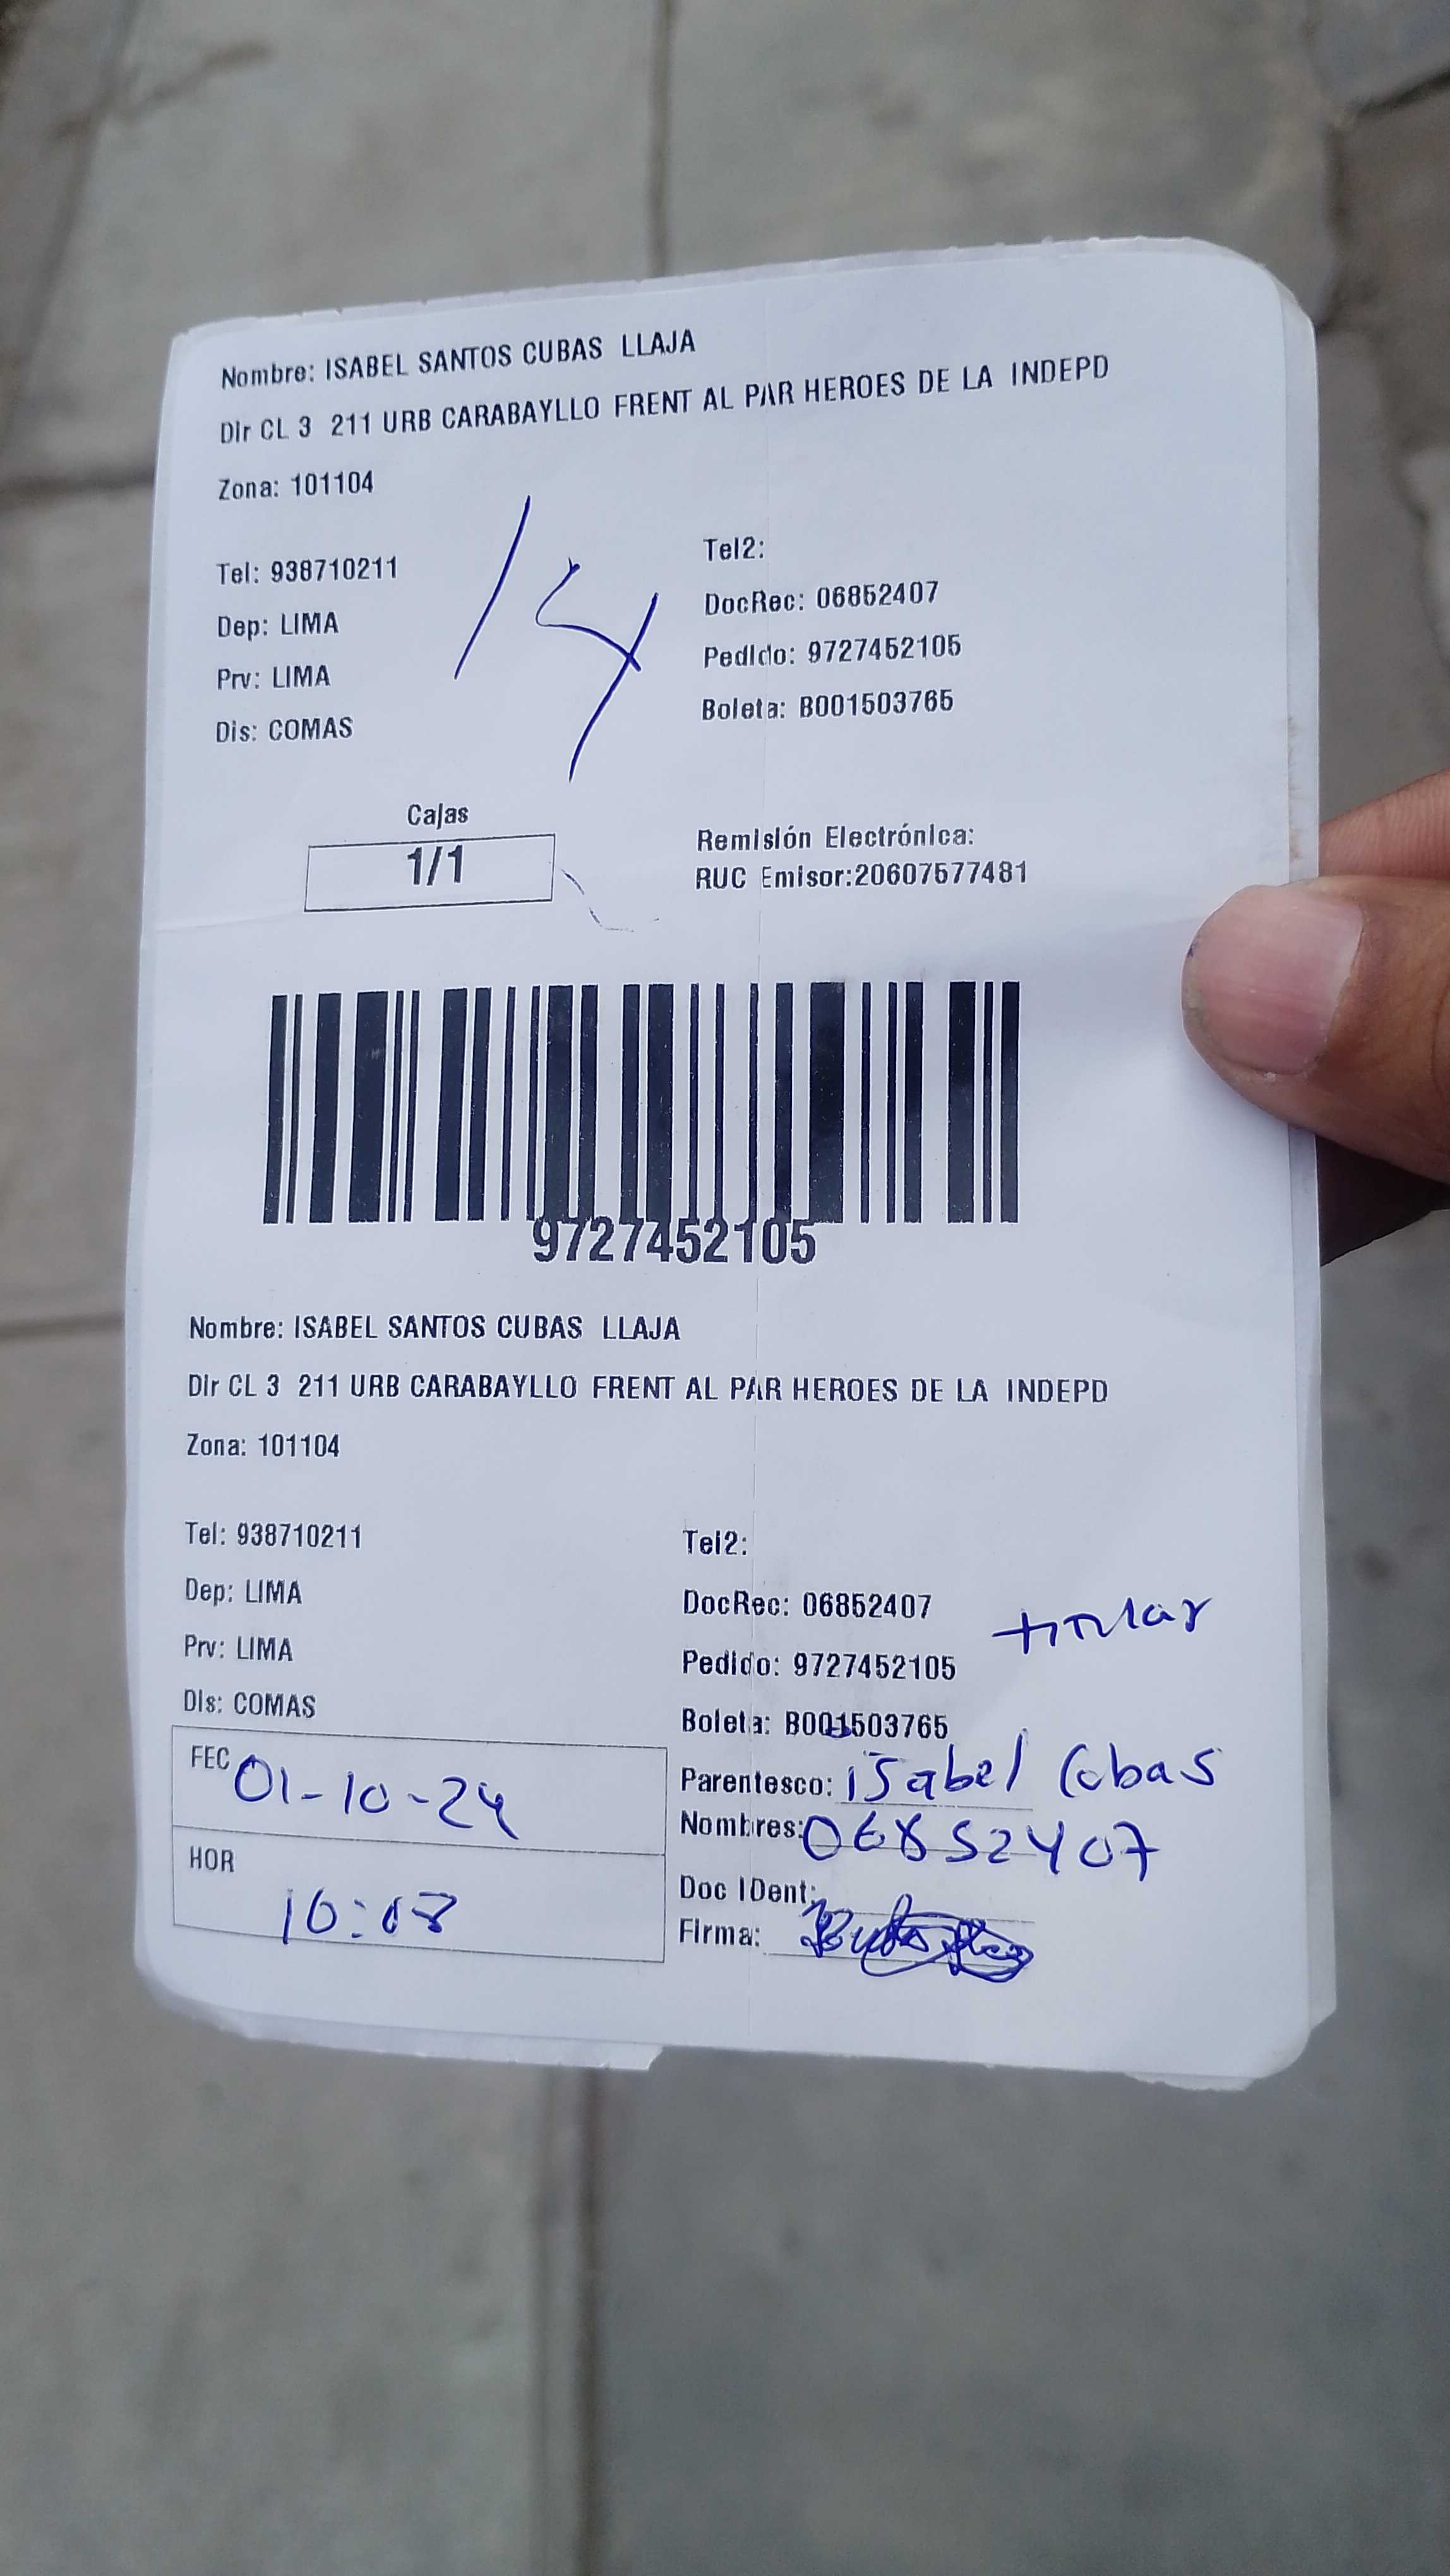 Nombre: ISABEL SANTOS CUBAS LLAJA
Dir CL 3 211 URB CARABAYLLO FRENT AL PAR HEROES DE LA INDEPD
Zona: 101104
14
Tel: 938710211
Tel2:
Dep: LIMA
DocRec: 06852407
Prv: LIMA
Pedido: 9727452105
Dis: COMAS
Boleta: B001503765
Cajas
1/1
Remisión Electrónica:
RUC Emisor:20607577481
9727452105
Nombre: ISABEL SANTOS CUBAS LLAJA
Dir CL 3 211 URB CARABAYLLO FRENT AL PAR HEROES DE LA INDEPD
Zona: 101104
Tel: 938710211
Tel2:
Dep: LIMA
DocRec: 06852407
titular
Prv: LIMA
Pedido: 9727452105
Dis: COMAS
Boleta: B001503765
FEC 01-10-24
Parentesco: isabel Cubas
Nombres: 06852407
HOR
10:08
Doc IDent:
Firma: